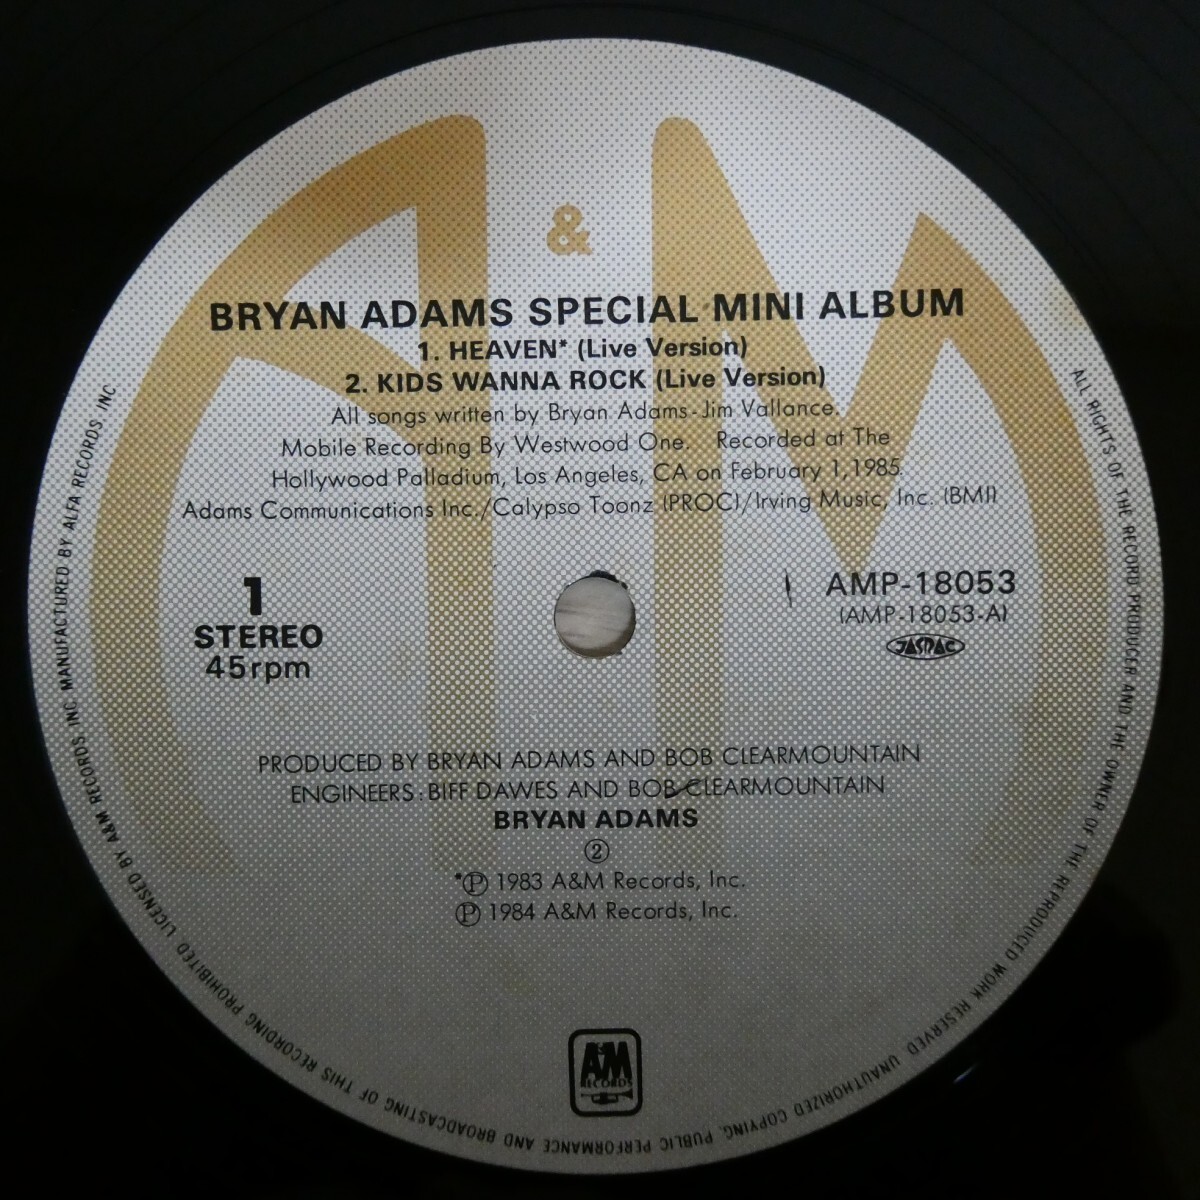 A & M
BRYAN ADAMS SPECIAL MINI ALBUM
1. HEAVEN* (Live Version)
2. KIDS WANNA ROCK (Live Version)
All songs written by Bryan Adams-Jim Vallance.
Mobile Recording By Westwood One. Recorded at The
Hollywood Palladium, Los Angeles, CA on February 1, 1985.
Adams Communications Inc./Calypso Toonz (PROC)/Irving Music, Inc. (BMI)
1
STEREO
45rpm
AMP-18053
(AMP-18053-A)
JASRAC
PRODUCED BY BRYAN ADAMS AND BOB CLEARMOUNTAIN
ENGINEERS: BIFF DAWES AND BOB CLEARMOUNTAIN
BRYAN ADAMS
②
*Ⓟ 1983 A&M Records, Inc.
Ⓟ 1984 A&M Records, Inc.
A&M
RECORDS
ALL RIGHTS OF THE RECORD PRODUCER AND THE OWNER OF THE REPRODUCED WORK RESERVED. UNAUTHORIZED COPYING, PUBLIC PERFORMANCE AND BROADCASTING OF THIS RECORDING PROHIBITED. LICENSED BY A&M RECORDS INC MANUFACTURED BY ALFA RECORDS INC